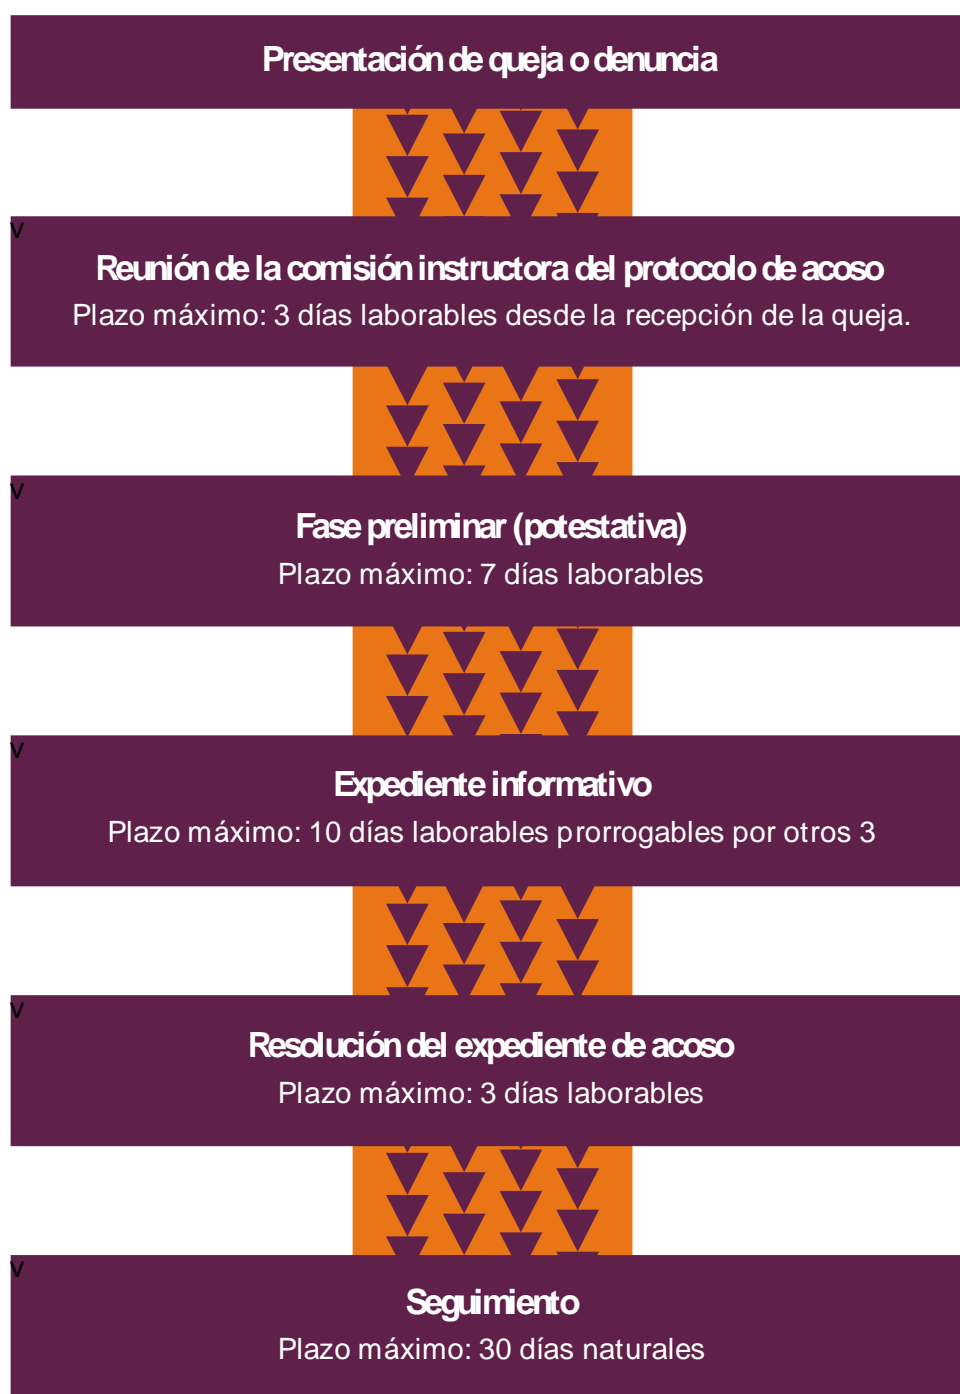 Presentación de queja o denuncia
v
Reunión de la comisión instructora del protocolo de acoso
Plazo máximo: 3 días laborables desde la recepción de la queja.
v
Fase preliminar (potestativa)
Plazo máximo: 7 días laborables
v
Expediente informativo
Plazo máximo: 10 días laborables prorrogables por otros 3
v
Resolución del expediente de acoso
Plazo máximo: 3 días laborables
v
Seguimiento
Plazo máximo: 30 días naturales